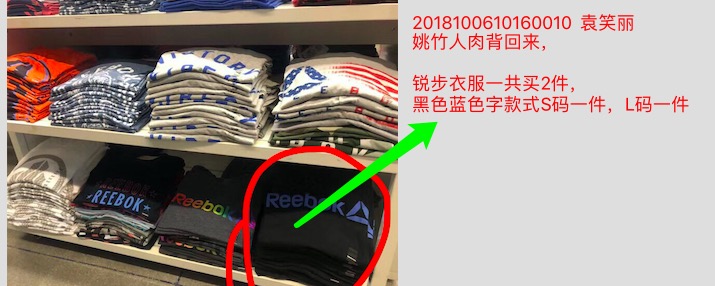 2018100610160010 袁笑丽
姚竹人肉背回来，
锐步衣服一共买2件，
黑色蓝色字款式S码一件，L码一件
REEBOK
Reebok
Reebok